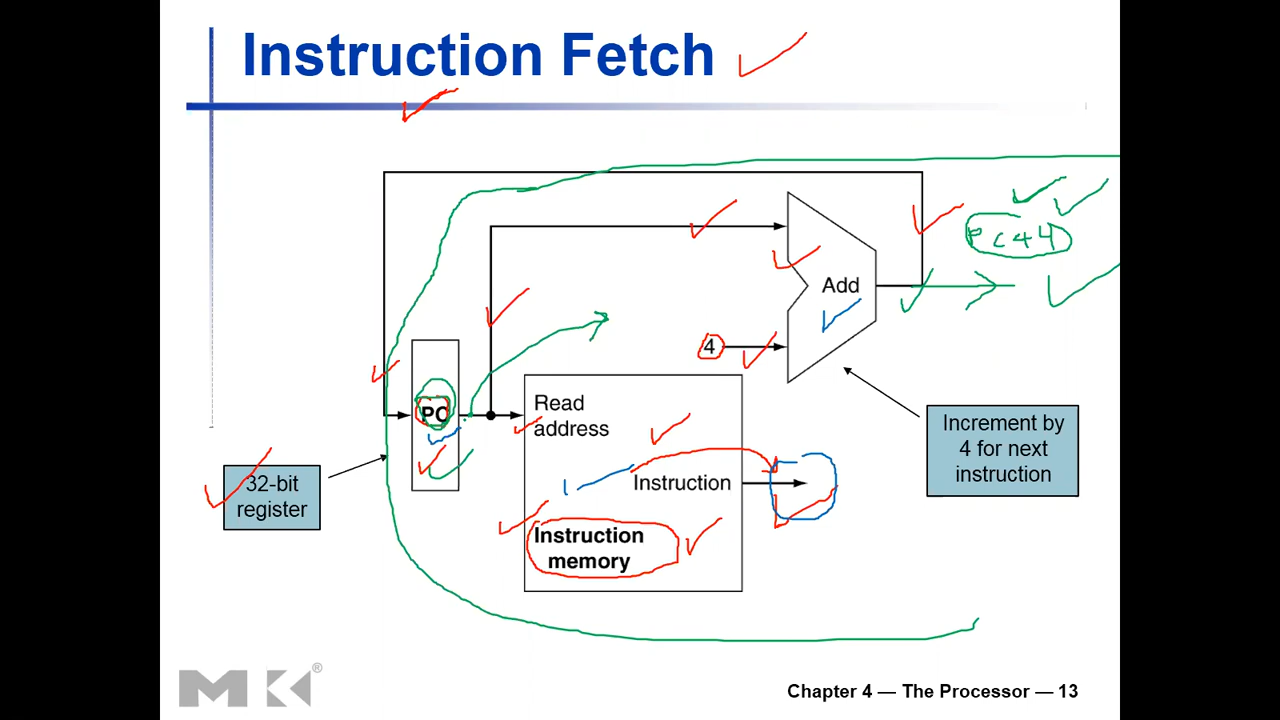 Instruction Fetch
PC+4
Add
4
PC
Read
address
Increment by
4 for next
instruction
32-bit
register
Instruction
Instruction
memory
MK®
Chapter 4 — The Processor — 13